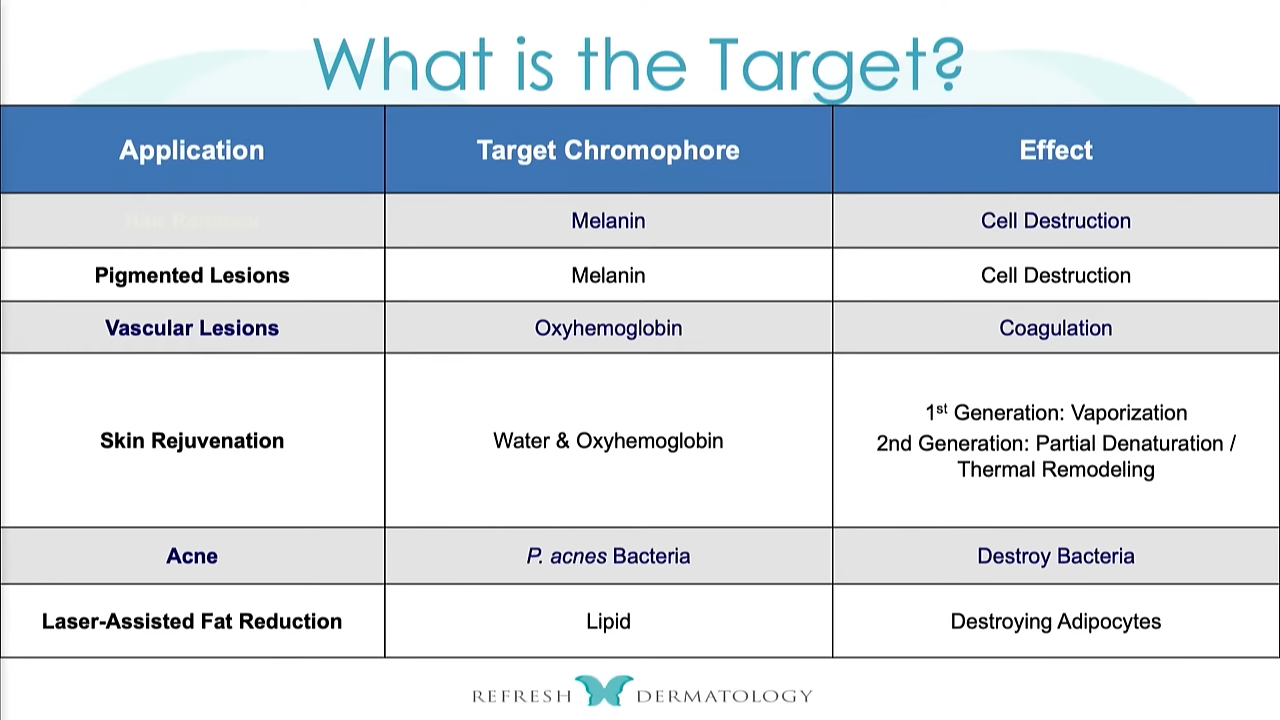 What is the Target?
Application Target Chromophore Effect
Hair Removal Melanin Cell Destruction
Pigmented Lesions Melanin Cell Destruction
Vascular Lesions Oxyhemoglobin Coagulation
Skin Rejuvenation Water & Oxyhemoglobin 1st Generation: Vaporization
2nd Generation: Partial Denaturation /
Thermal Remodeling
Acne P. acnes Bacteria Destroy Bacteria
Laser-Assisted Fat Reduction Lipid Destroying Adipocytes
REFRESH DERMATOLOGY